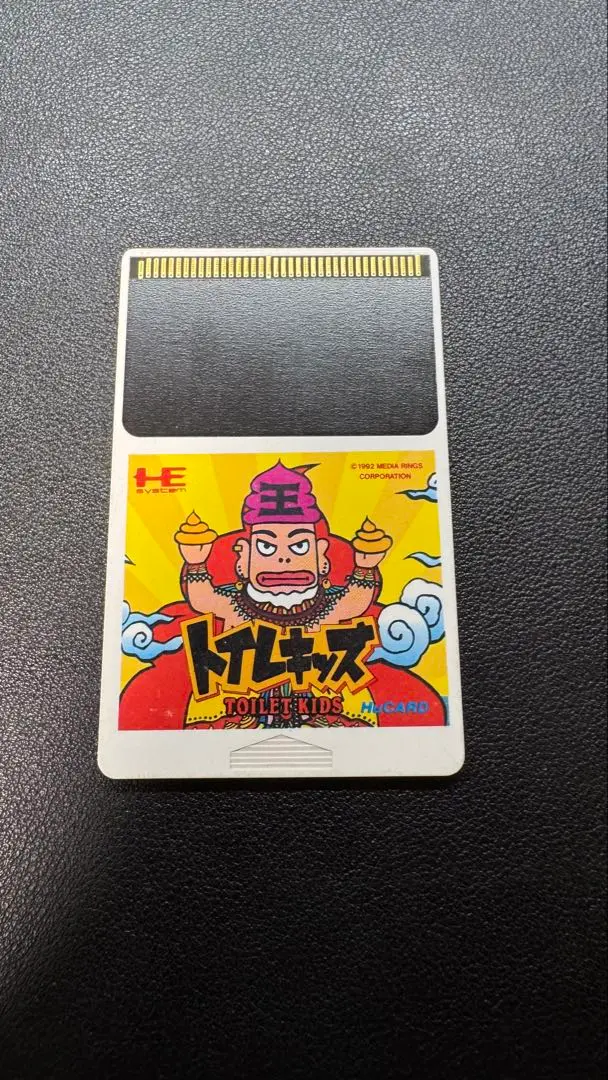 HE
system
©1992 MEDIA RINGS
CORPORATION
王
トイレキッズ
TOILET KIDS
HuCARD